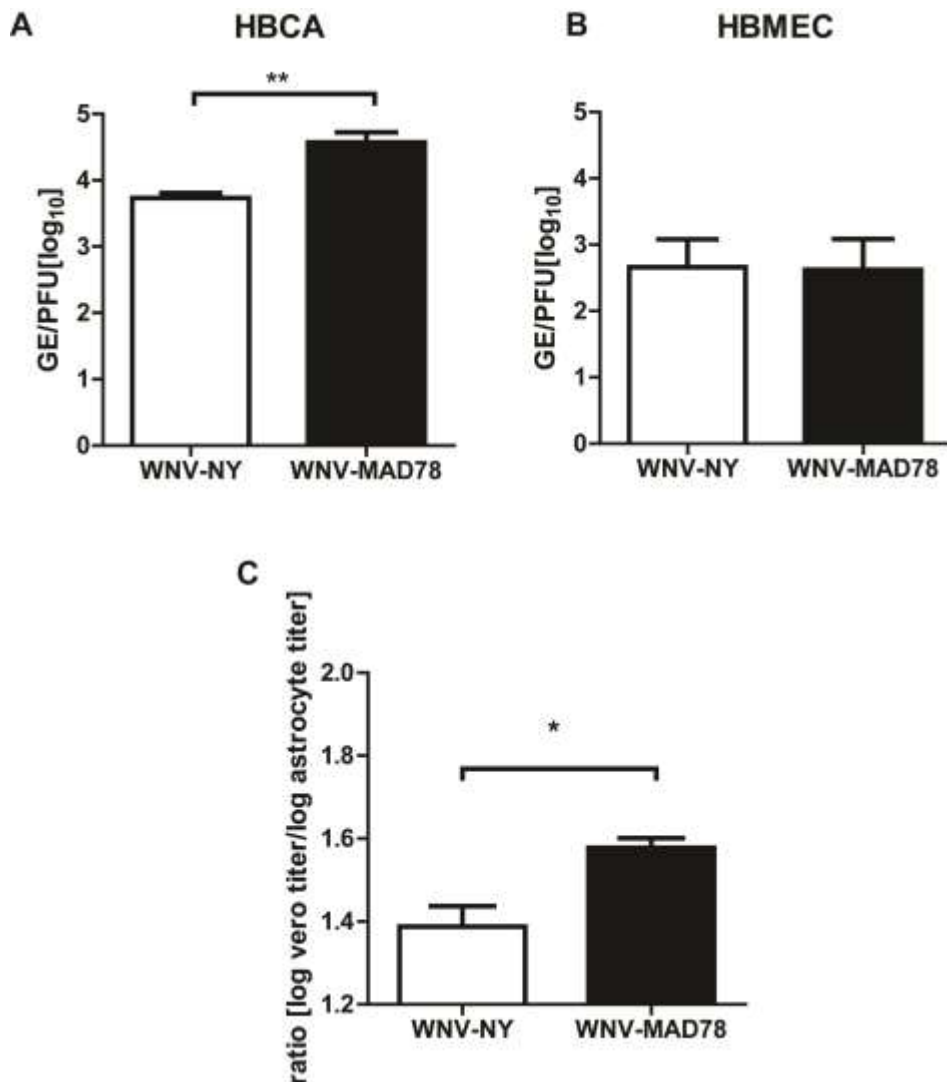 A
HBCA
**
GE/PFU[log10]
5
4
3
2
1
0
WNV-NY WNV-MAD78
B
HBMEC
GE/PFU[log10]
5
4
3
2
1
0
WNV-NY WNV-MAD78
C
ratio [log vero titer/log astrocyte titer]
2.0
1.8
1.6
1.4
1.2
*
WNV-NY WNV-MAD78